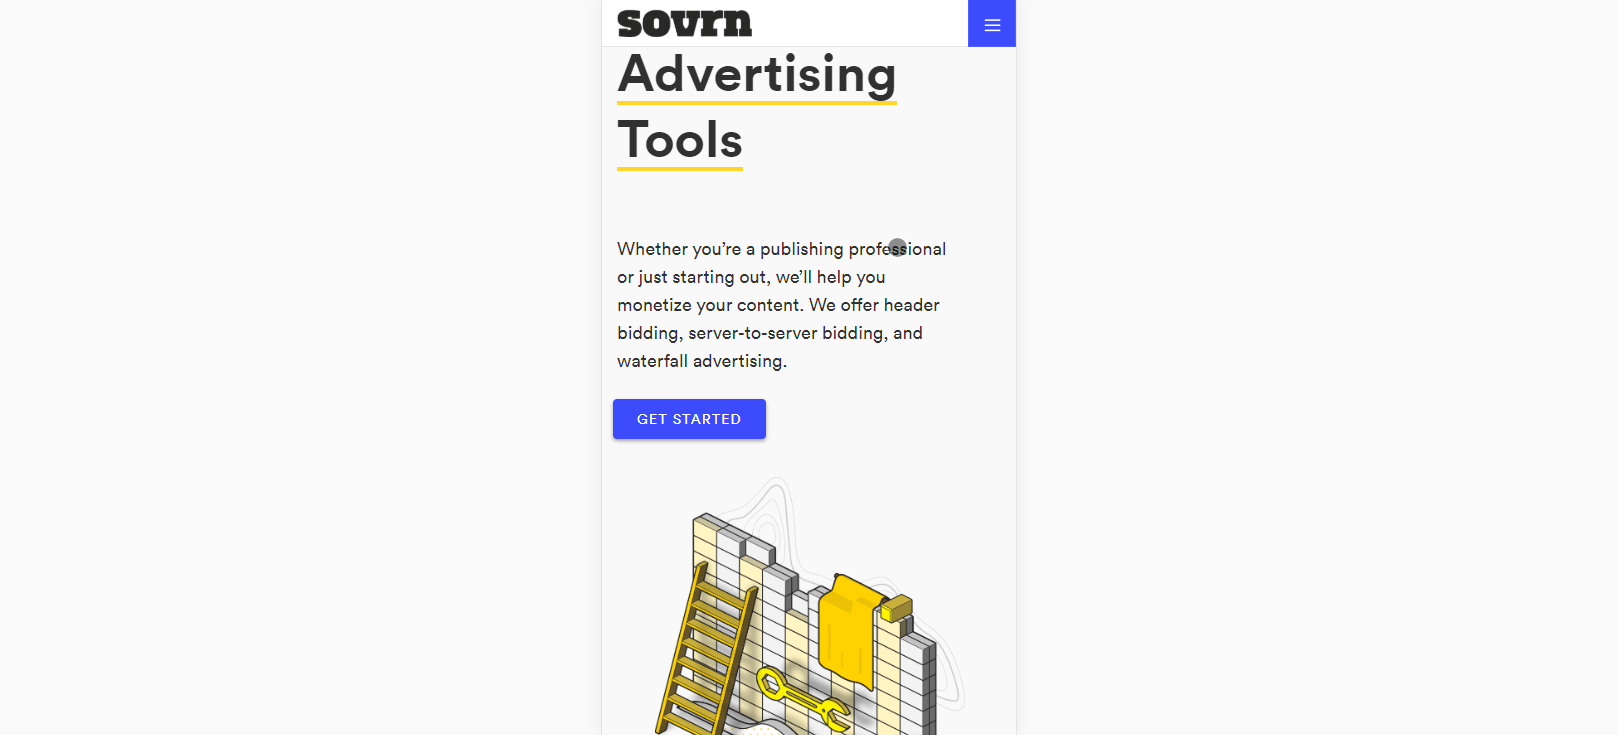 sovrn
Advertising
Tools
Whether you’re a publishing professional
or just starting out, we’ll help you
monetize your content. We offer header
bidding, server-to-server bidding, and
waterfall advertising.
GET STARTED